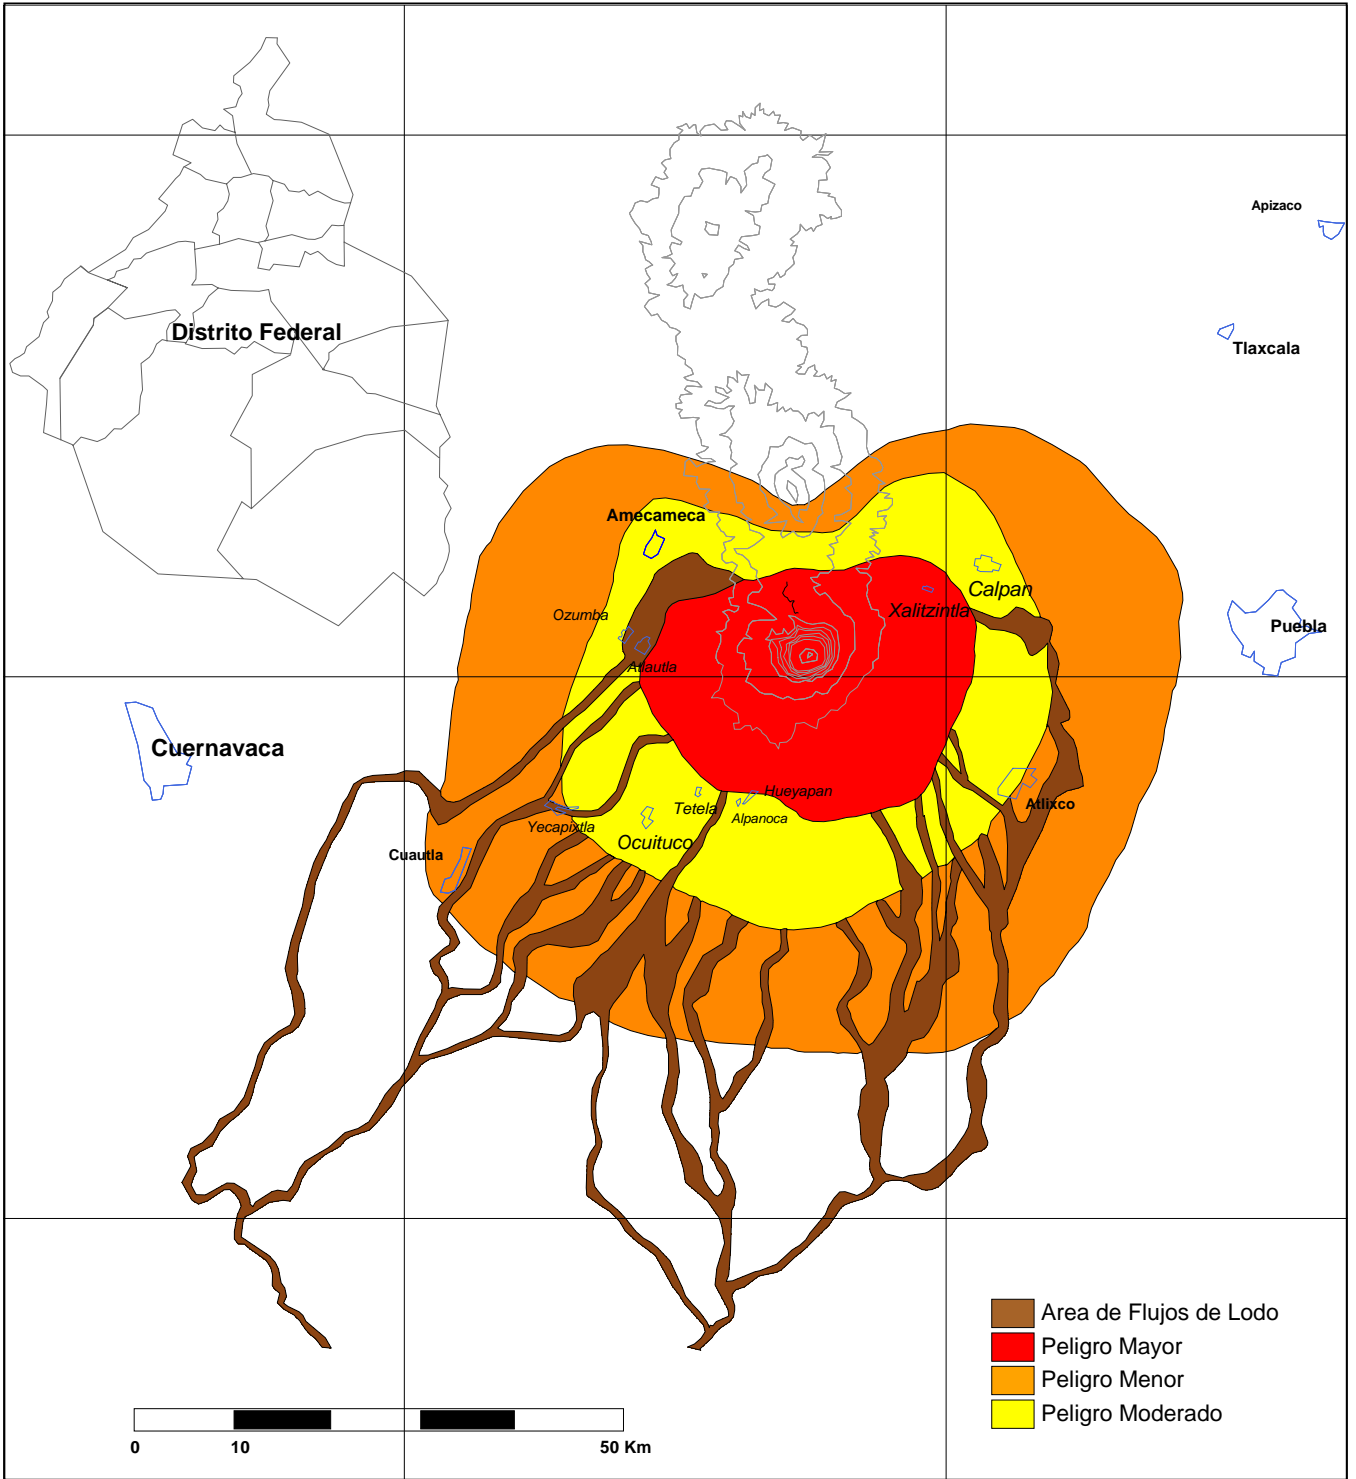 Apizaco
Distrito Federal
Tlaxcala
Amecameca
Calpan
Xalitzintla
Ozumba
Puebla
Atlautla
Cuernavaca
Hueyapan
Atlixco
Tetela
Alpanoca
Yecapixtla
Ocuituco
Cuautla
Area de Flujos de Lodo
Peligro Mayor
Peligro Menor
Peligro Moderado
0 10 50 Km